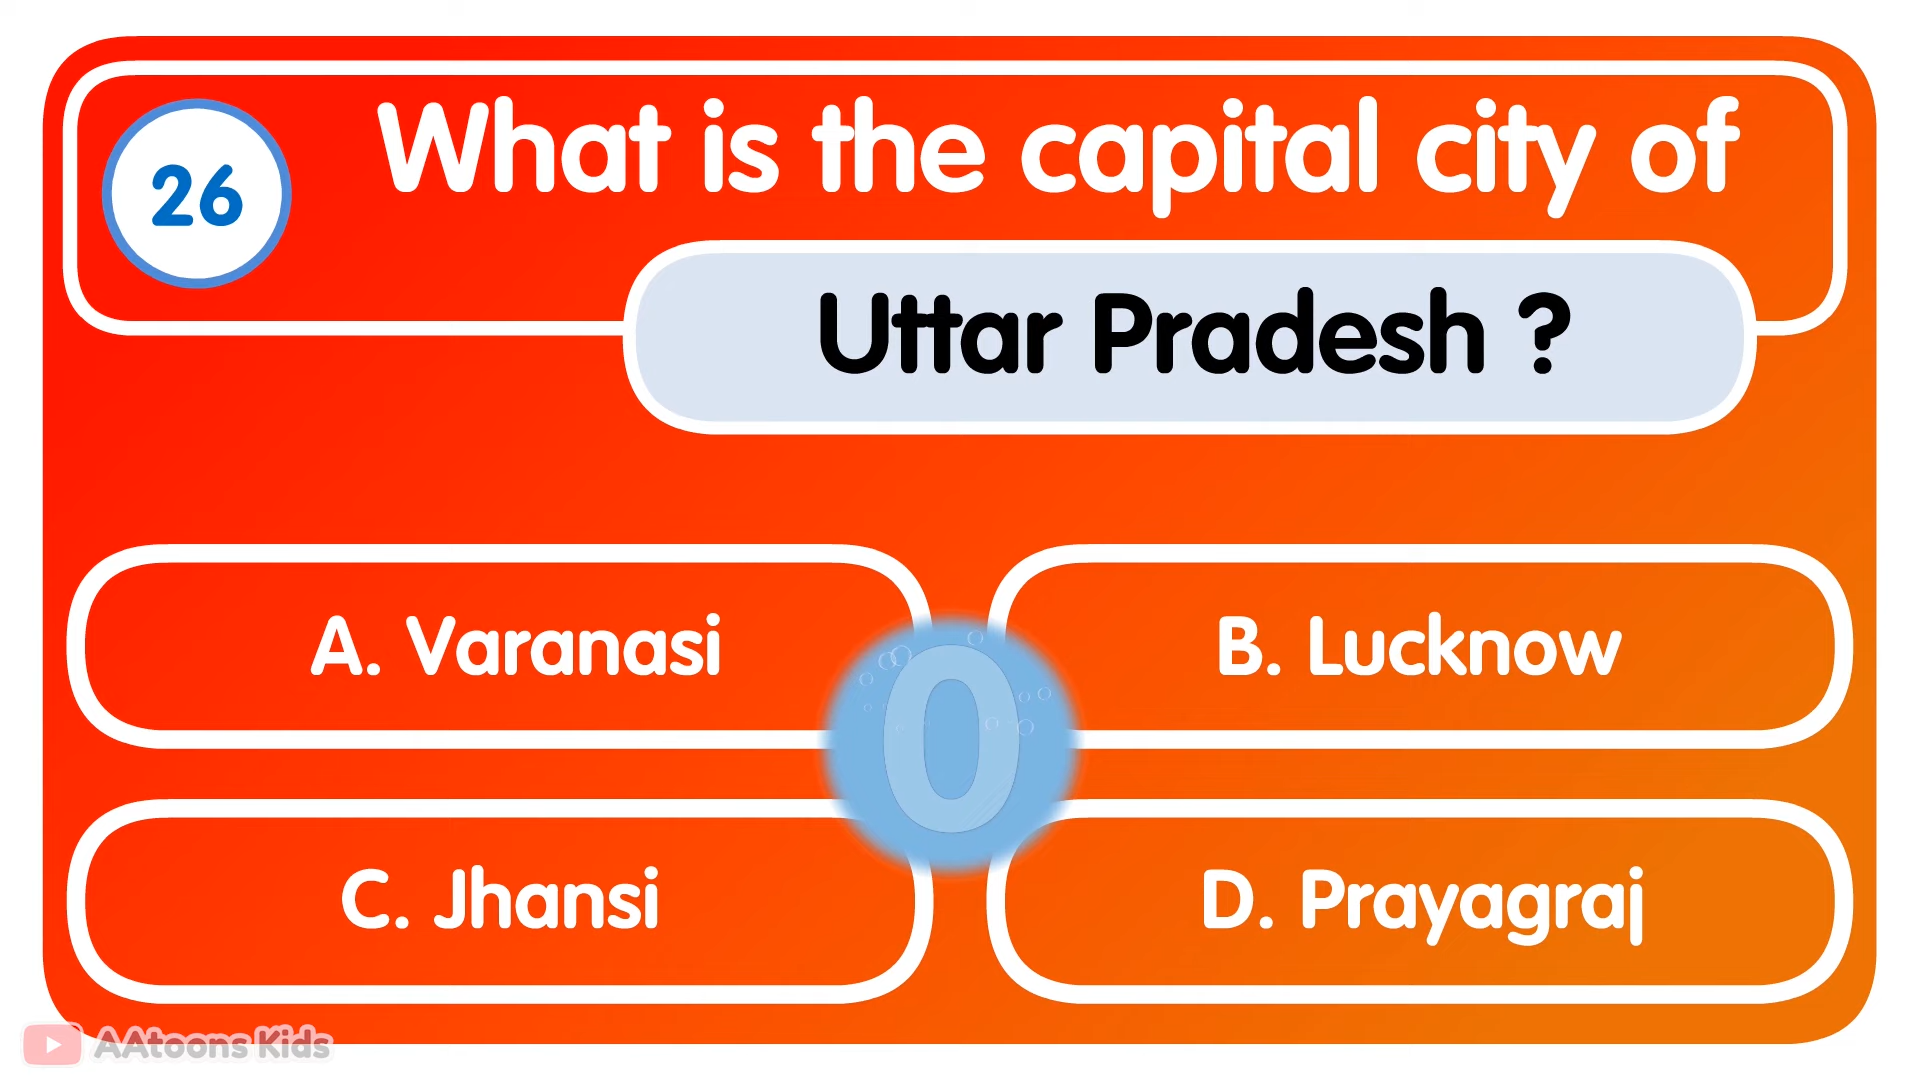 26
What is the capital city of
Uttar Pradesh ?
A. Varanasi
B. Lucknow
0
C. Jhansi
D. Prayagraj
AAtoons Kids